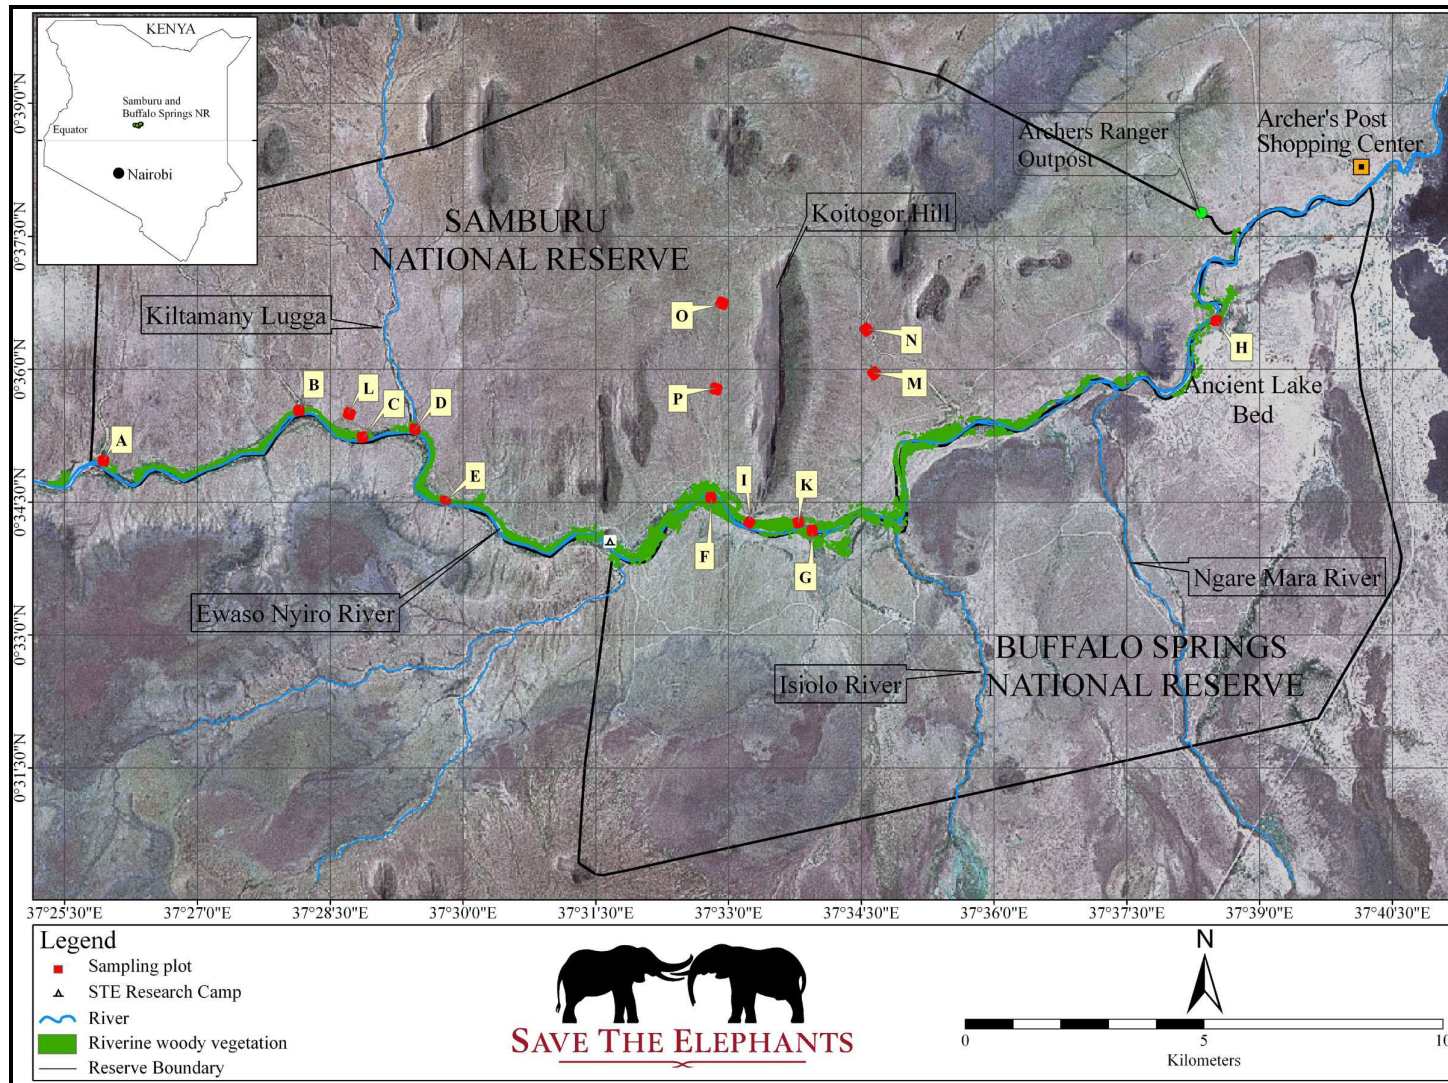 KENYA
Samburu and
Buffalo Springs NR
Equator
Nairobi
0°39'0"N
0°37'30"N
0°36'0"N
0°34'30"N
0°33'0"N
0°31'30"N
Archers Ranger
Outpost
Archer's Post
Shopping Center
Koitogor Hill
SAMBURU
NATIONAL RESERVE
Kiltamany Lugga
O
N
M
P
H
B
L
C
D
A
E
I
K
F
G
Ancient Lake
Bed
Ewaso Nyiro River
Ngare Mara River
Isiolo River
BUFFALO SPRINGS
NATIONAL RESERVE
37°25'30"E 37°27'0"E 37°28'30"E 37°30'0"E 37°31'30"E 37°33'0"E 37°34'30"E 37°36'0"E 37°37'30"E 37°39'0"E 37°40'30"E
Legend
Sampling plot
STE Research Camp
River
Riverine woody vegetation
Reserve Boundary
SAVE THE ELEPHANTS
N
0 5 10
Kilometers